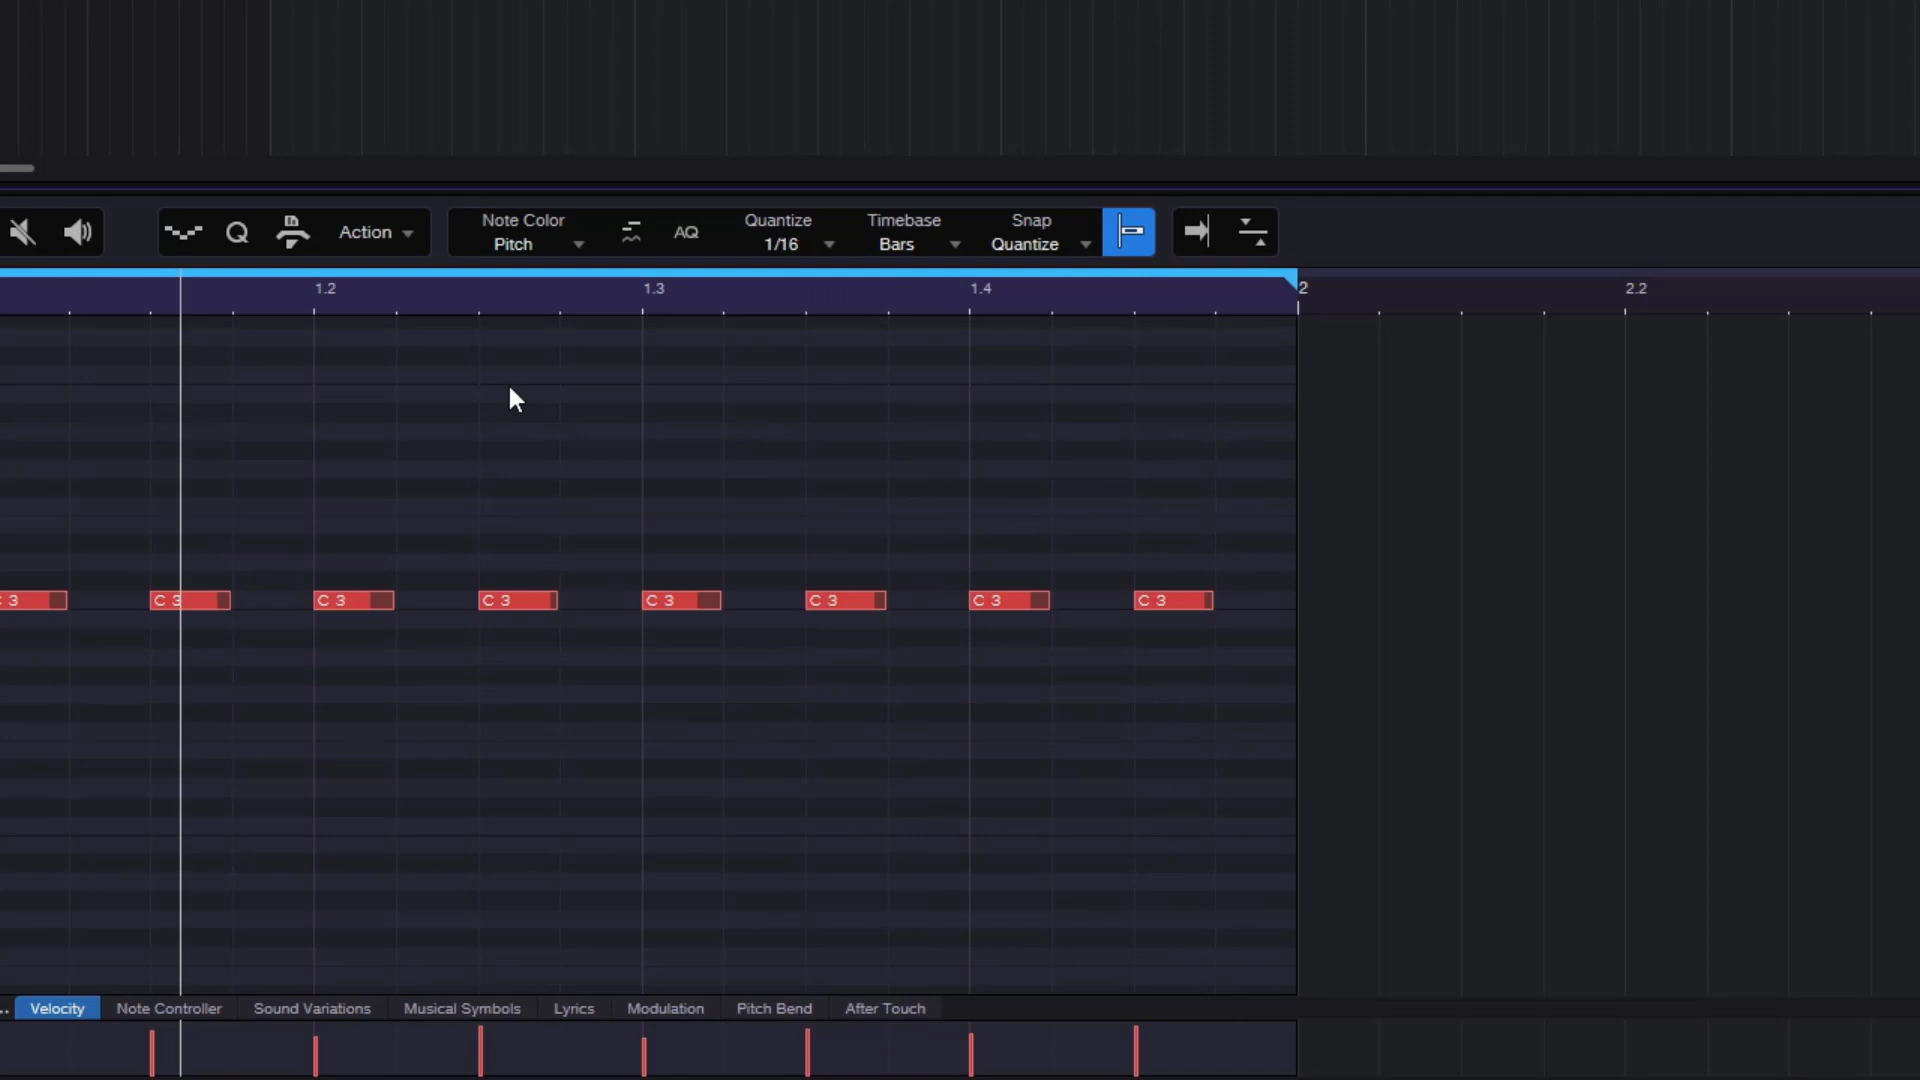 Note Color
Quantize
Timebase
Snap
Q
Action
AQ
Pitch
1/16
Bars
Quantize
1.2
1.3
1.4
2
2.2
C 3
C 3
C 3
C 3
C 3
C 3
C 3
C 3
Velocity
Note Controller
Sound Variations
Musical Symbols
Lyrics
Modulation
Pitch Bend
After Touch